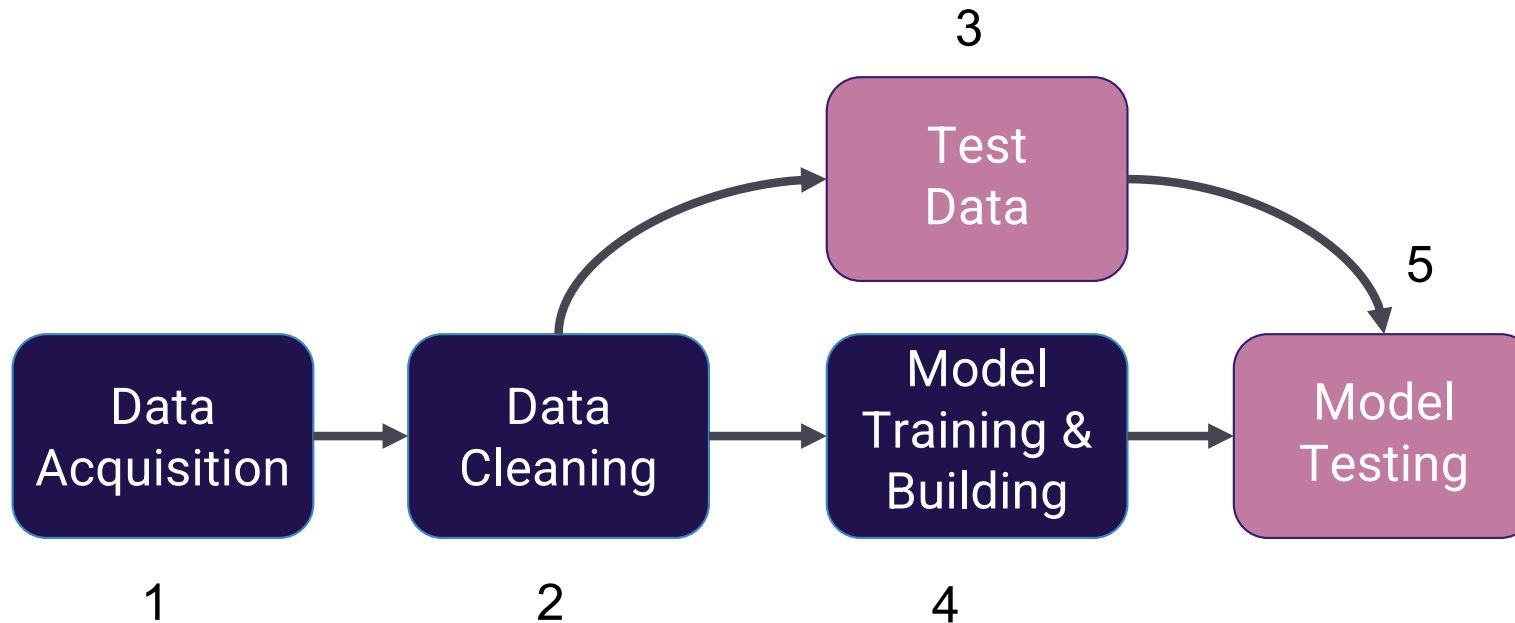 3
Test
Data
5
Data
Acquisition
Data
Cleaning
Model
Training &
Building
Model
Testing
1
2
4